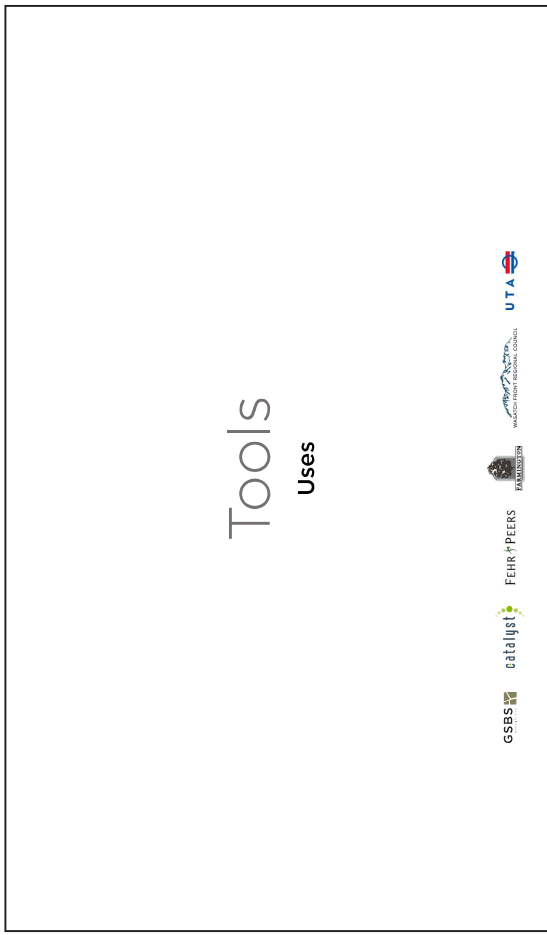 Tools
Uses
GSBS
catalyst
FEHR PEERS
FARMINGTON
WASATCH FRONT REGIONAL COUNCIL
UTA